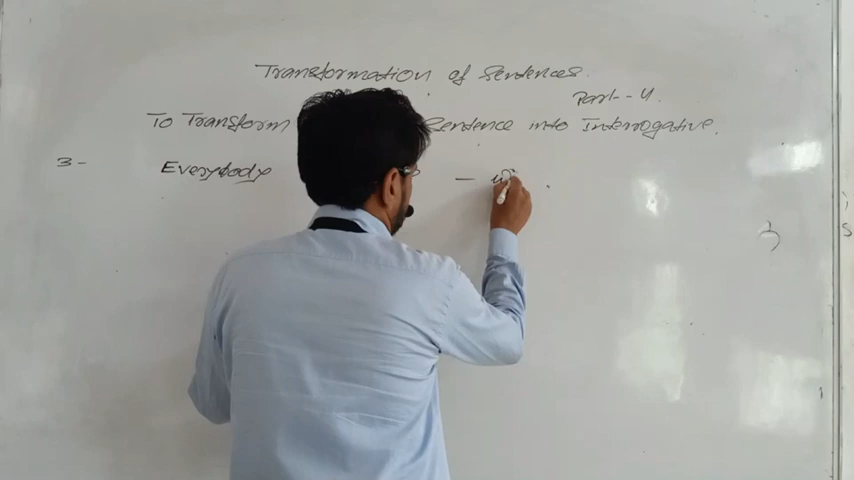 Transformation of Sentences.
Part - 4.
To Transform Sentence into Interrogative.
3- Everybody -